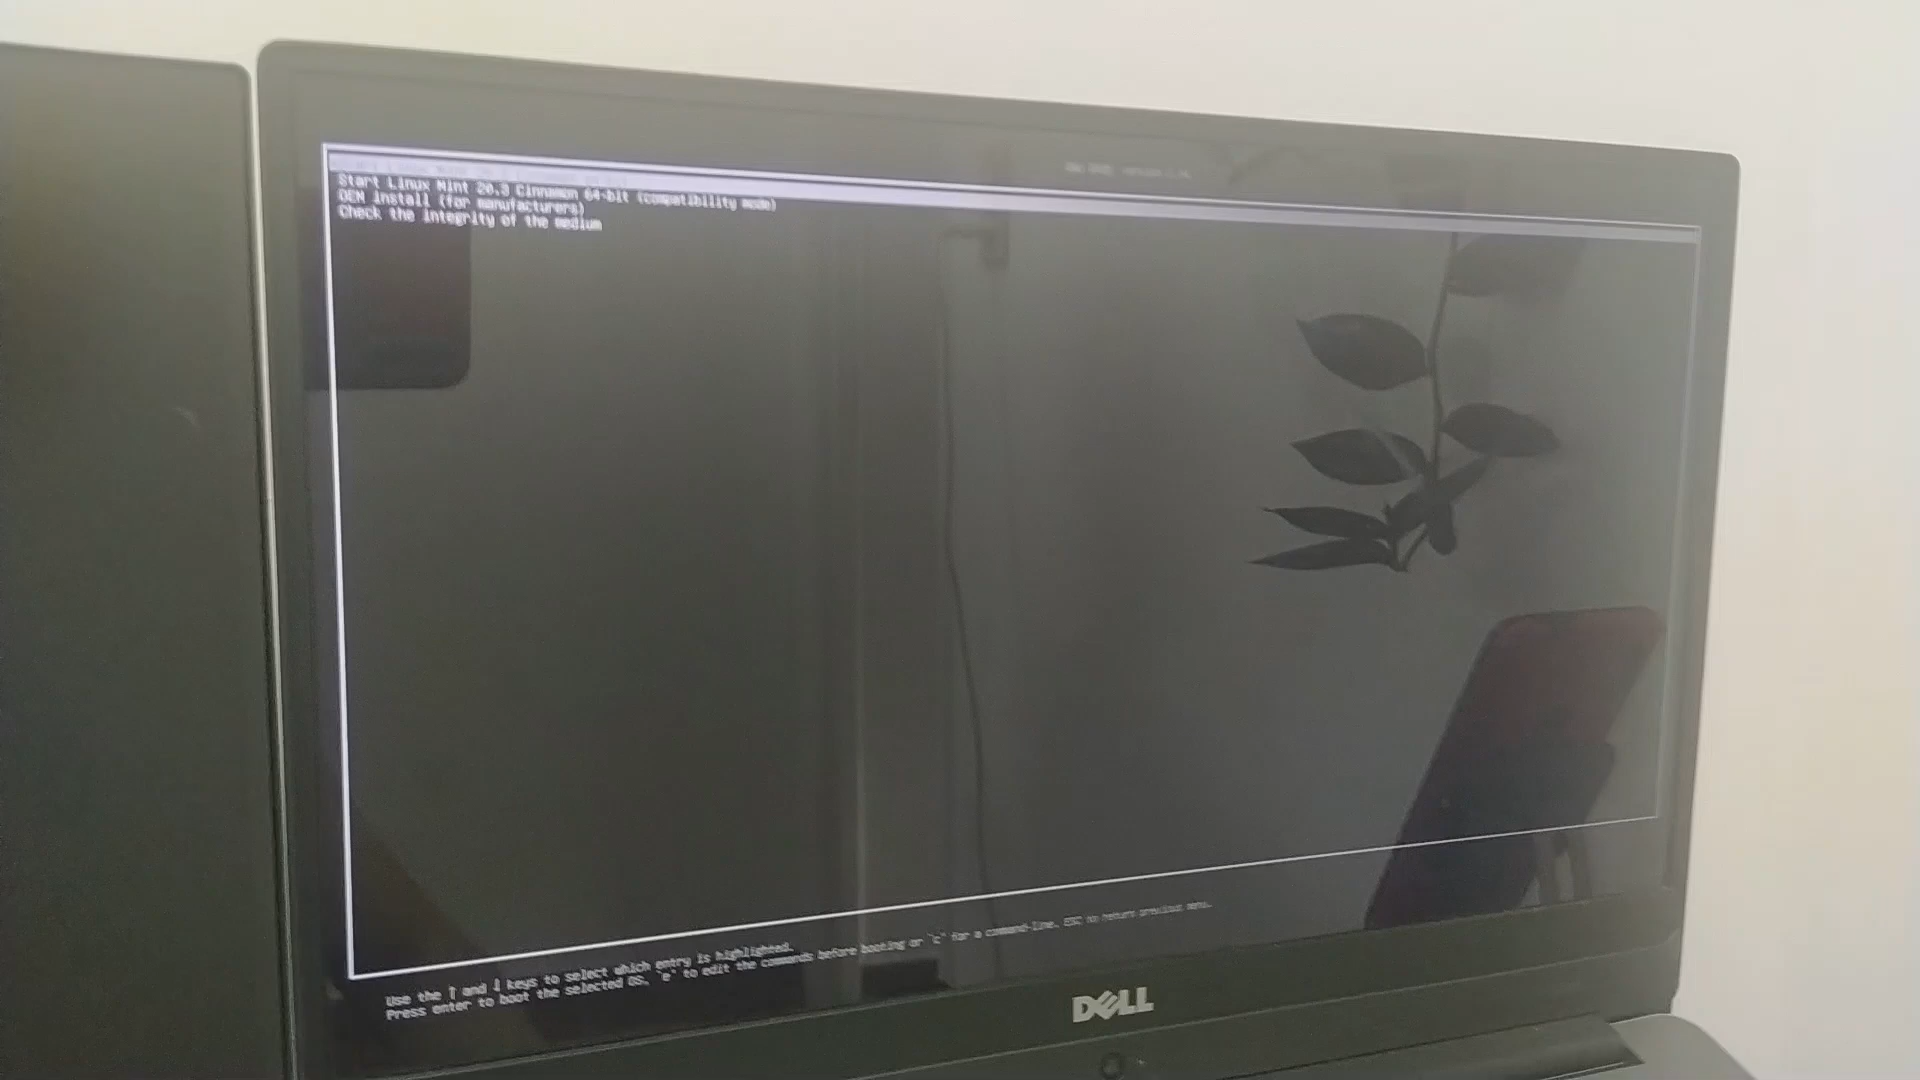 Start Linux Mint 20.3 Cinnamon 64-bit (compatibility mode)
OEM install (for manufacturers)
Check the integrity of the medium
Use the ↑ and ↓ keys to select which entry is highlighted.
Press enter to boot the selected OS, `e' to edit the commands before booting or `c' for a command-line. ESC to return previous menu.
DELL